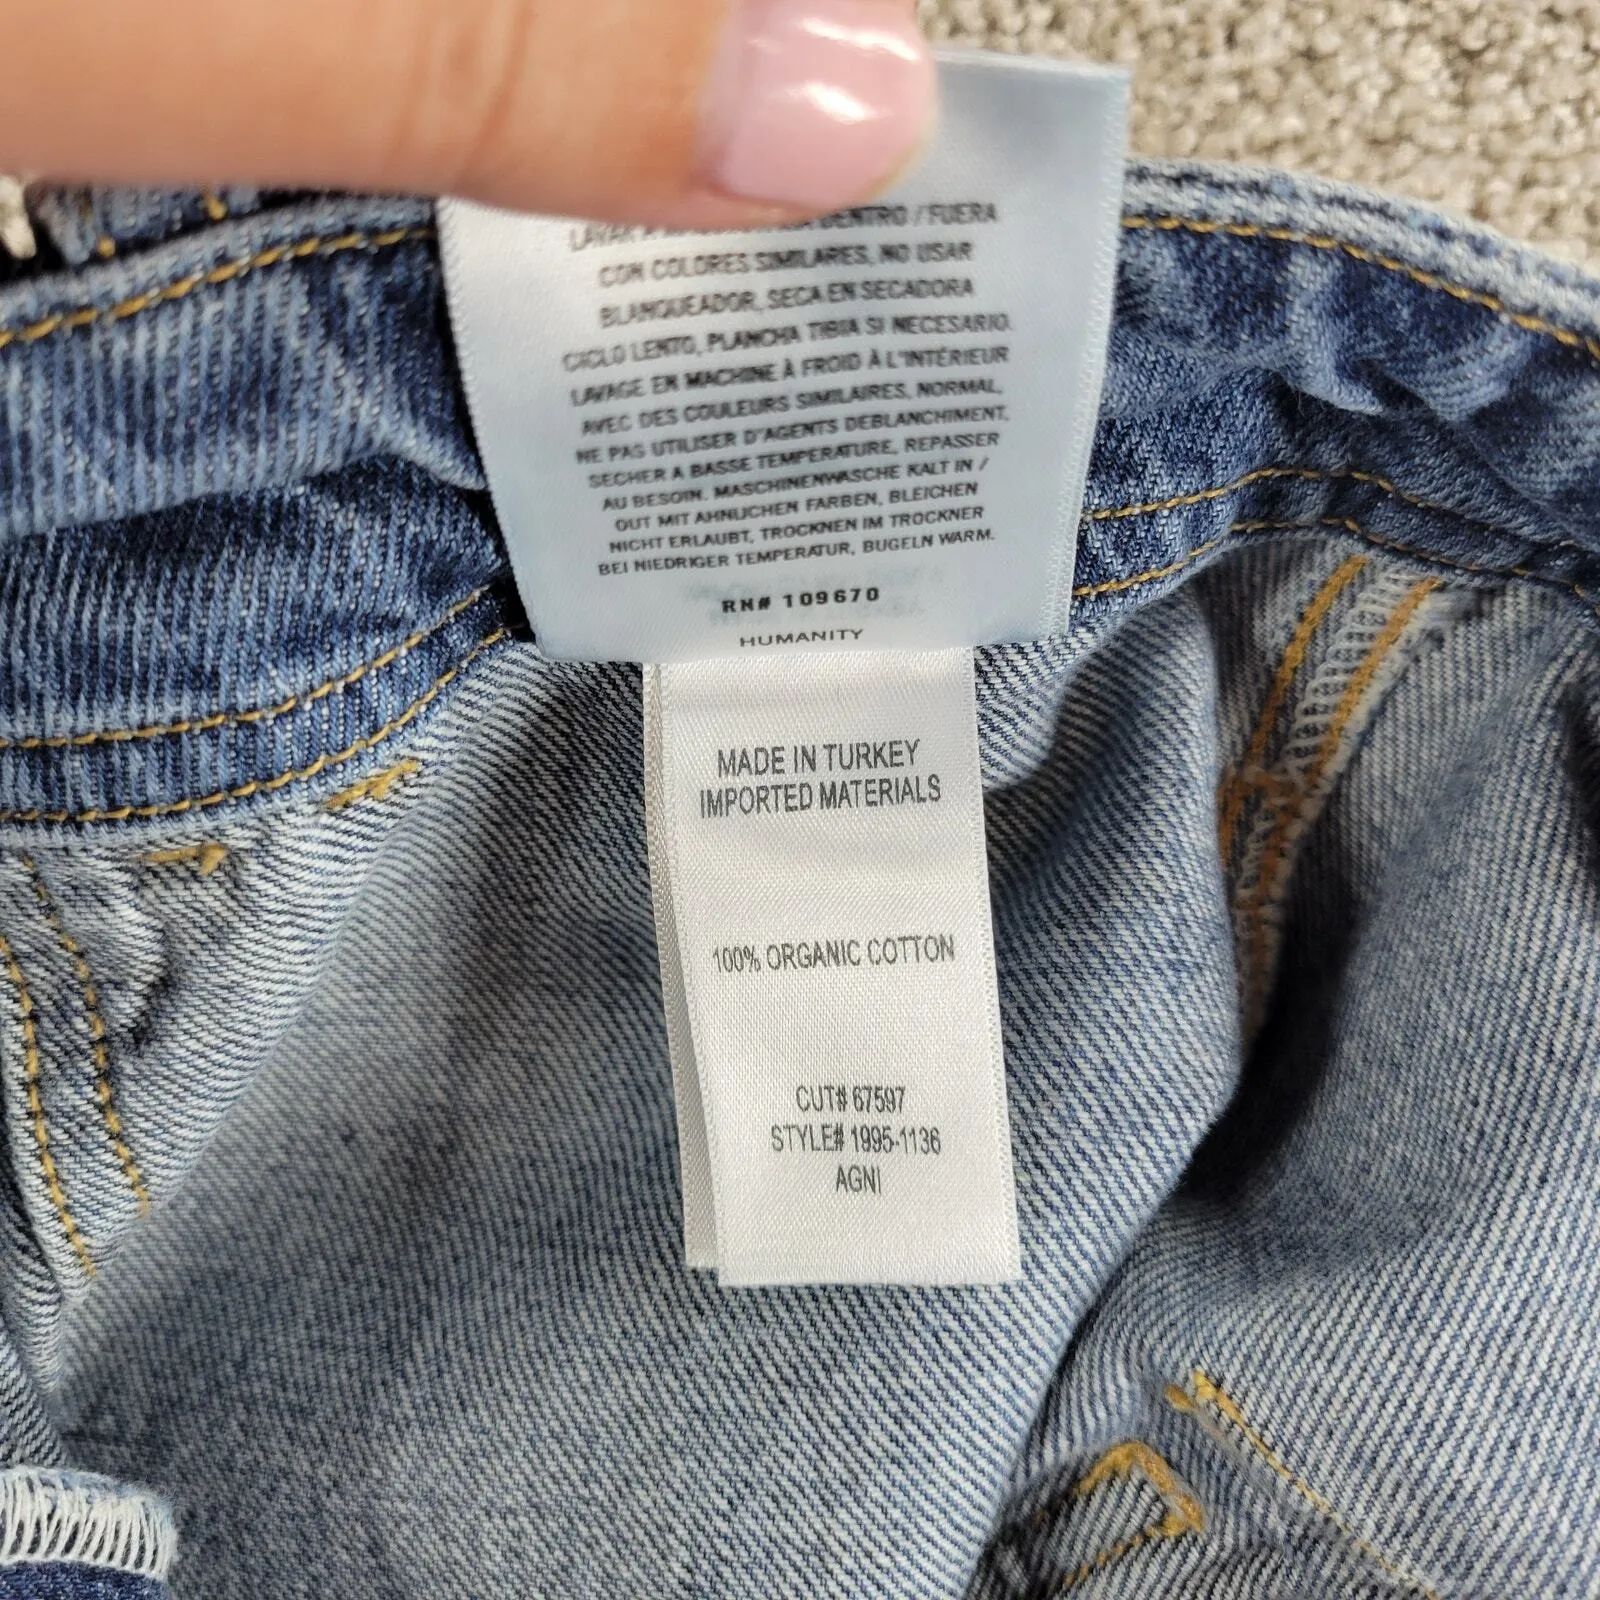 LAVAR A DENTRO / FUERA
CON COLORES SIMILARES, NO USAR
BLANQUEADOR, SECA EN SECADORA
CICLO LENTO, PLANCHA TIBIA SI NECESARIO.
LAVAGE EN MACHINE À FROID À L'INTÉRIEUR
AVEC DES COULEURS SIMILAIRES, NORMAL,
NE PAS UTILISER D'AGENTS DEBLANCHIMENT,
SECHER A BASSE TEMPERATURE, REPASSER
AU BESOIN. MASCHINENWASCHE KALT IN /
OUT MIT AHNLICHEN FARBEN, BLEICHEN
NICHT ERLAUBT, TROCKNEN IM TROCKNER
BEI NIEDRIGER TEMPERATUR, BUGELN WARM.
RN# 109670
HUMANITY
MADE IN TURKEY
IMPORTED MATERIALS
100% ORGANIC COTTON
CUT# 67597
STYLE# 1995-1136
AGNI